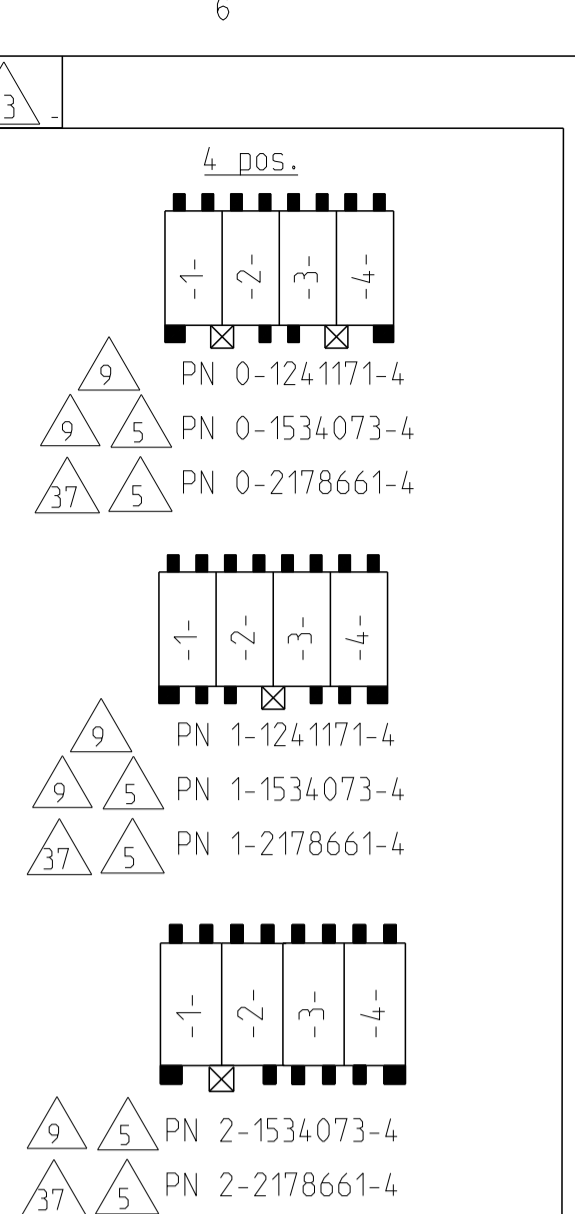 6
3 -
4 pos.
-1- -2- -3- -4-
9 PN 0-1241171-4
9 5 PN 0-1534073-4
37 5 PN 0-2178661-4
-1- -2- -3- -4-
9 PN 1-1241171-4
9 5 PN 1-1534073-4
37 5 PN 1-2178661-4
-1- -2- -3- -4-
9 5 PN 2-1534073-4
37 5 PN 2-2178661-4